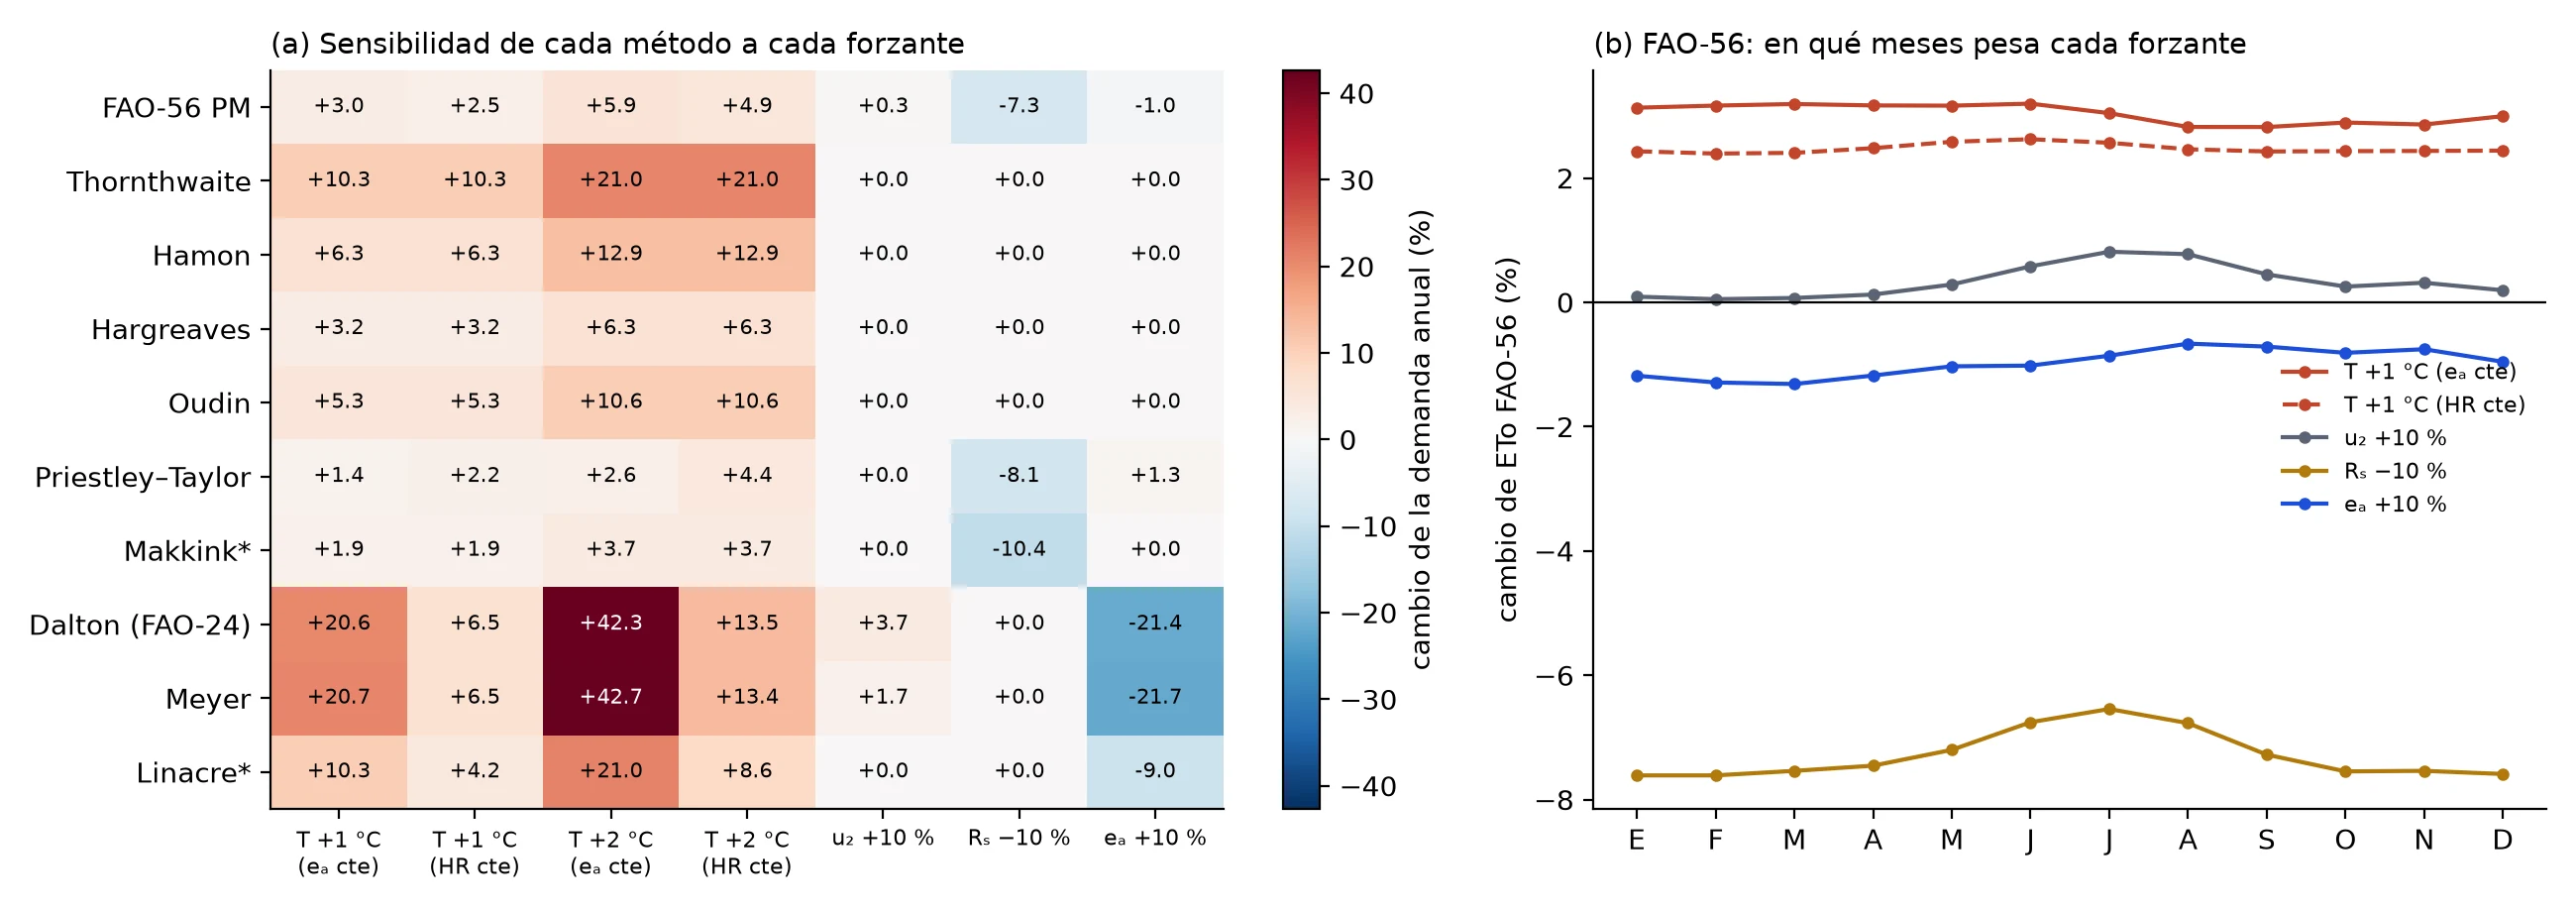 (a) Sensibilidad de cada método a cada forzante
FAO-56 PM +3.0 +2.5 +5.9 +4.9 +0.3 -7.3 -1.0
Thornthwaite +10.3 +10.3 +21.0 +21.0 +0.0 +0.0 +0.0
Hamon +6.3 +6.3 +12.9 +12.9 +0.0 +0.0 +0.0
Hargreaves +3.2 +3.2 +6.3 +6.3 +0.0 +0.0 +0.0
Oudin +5.3 +5.3 +10.6 +10.6 +0.0 +0.0 +0.0
Priestley–Taylor +1.4 +2.2 +2.6 +4.4 +0.0 -8.1 +1.3
Makkink* +1.9 +1.9 +3.7 +3.7 +0.0 -10.4 +0.0
Dalton (FAO-24) +20.6 +6.5 +42.3 +13.5 +3.7 +0.0 -21.4
Meyer +20.7 +6.5 +42.7 +13.4 +1.7 +0.0 -21.7
Linacre* +10.3 +4.2 +21.0 +8.6 +0.0 +0.0 -9.0
T +1 °C T +1 °C T +2 °C T +2 °C u₂ +10 % Rₛ −10 % eₐ +10 %
(eₐ cte) (HR cte) (eₐ cte) (HR cte)
40
30
20
10
0
−10
−20
−30
−40
cambio de la demanda anual (%)
(b) FAO-56: en qué meses pesa cada forzante
cambio de ETo FAO-56 (%)
2
0
−2
−4
−6
−8
T +1 °C (eₐ cte)
T +1 °C (HR cte)
u₂ +10 %
Rₛ −10 %
eₐ +10 %
E F M A M J J A S O N D